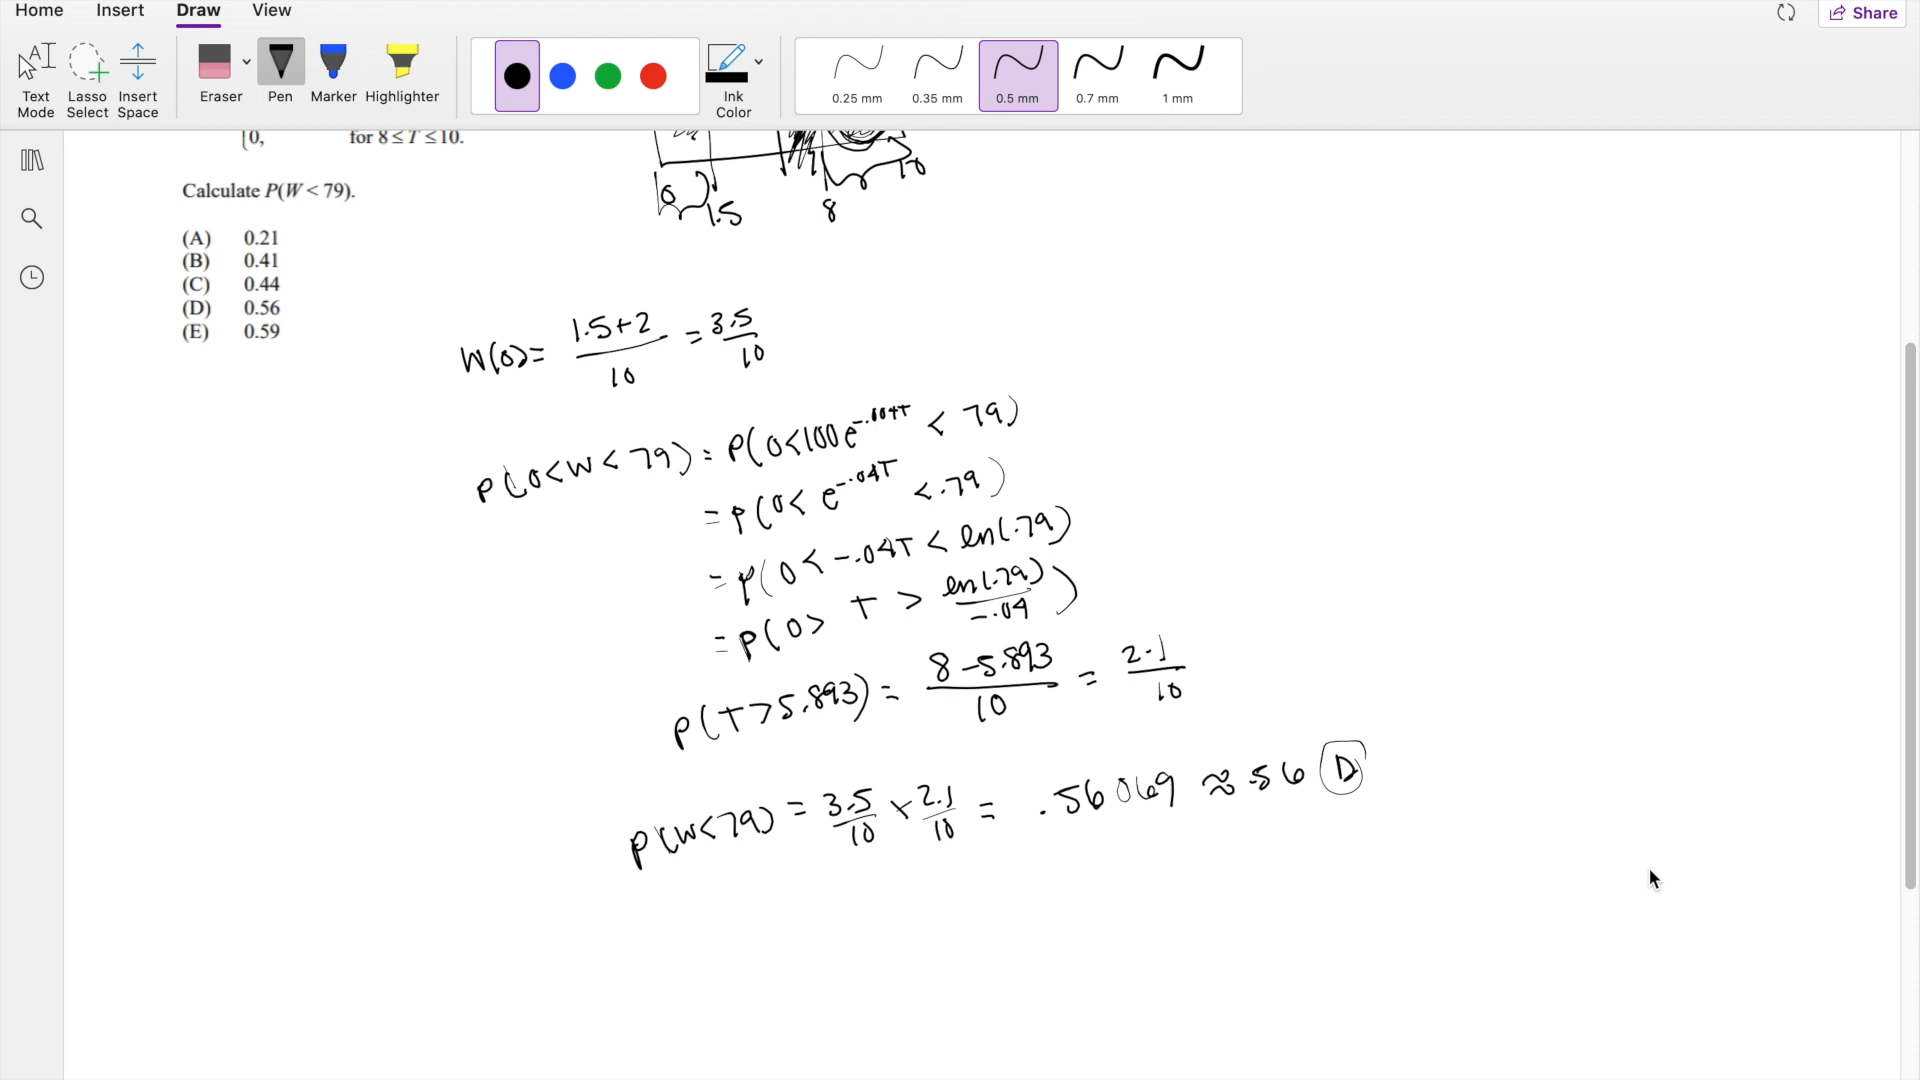 Home Insert Draw View
Share
Text Mode
Lasso Select
Insert Space
Eraser
Pen
Marker
Highlighter
Ink Color
0.25 mm
0.35 mm
0.5 mm
0.7 mm
1 mm
0, for 8 ≤ T ≤ 10.
Calculate P(W < 79).
0
1.5
8
10
(A) 0.21
(B) 0.41
(C) 0.44
(D) 0.56
(E) 0.59
W(0) = 1.5+2/10 = 3.5/10
P(0<W<79) = P(0<100e^-.004T < 79)
= P(0< e^-.04T < .79)
= P(0< -.04T < ln(.79)
= P(0> T > ln(.79)/-.04)
P(T>5.893) = 8-5.893/10 = 2.1/10
P(W<79) = 3.5/10 + 2.1/10 = .56069 ≈ .56 D